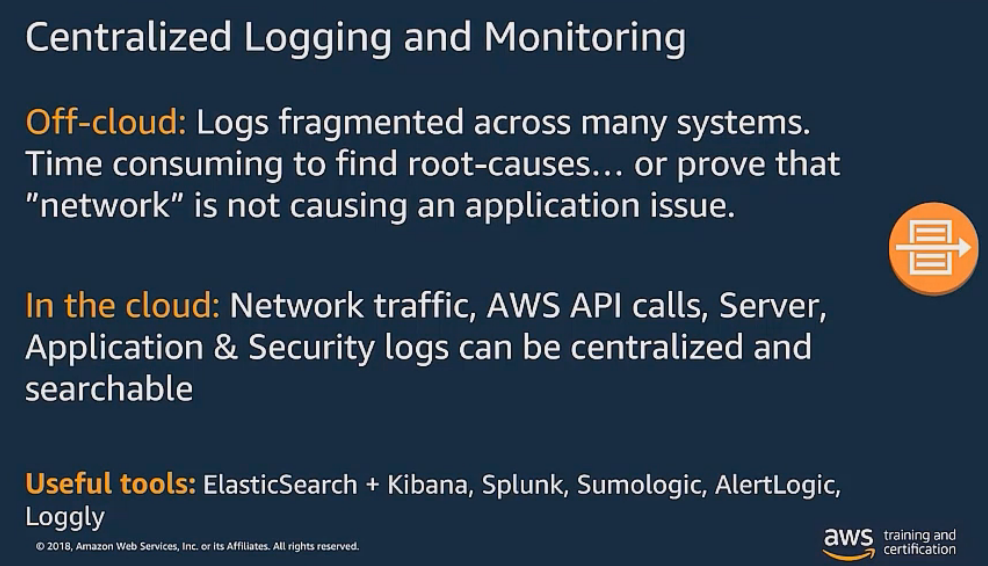 Centralized Logging and Monitoring
Off-cloud: Logs fragmented across many systems.
Time consuming to find root-causes... or prove that
"network" is not causing an application issue.
In the cloud: Network traffic, AWS API calls, Server,
Application & Security logs can be centralized and
searchable
Useful tools: ElasticSearch + Kibana, Splunk, Sumologic, AlertLogic,
Loggly
© 2018, Amazon Web Services, Inc. or its Affiliates. All rights reserved.
aws training and
certification